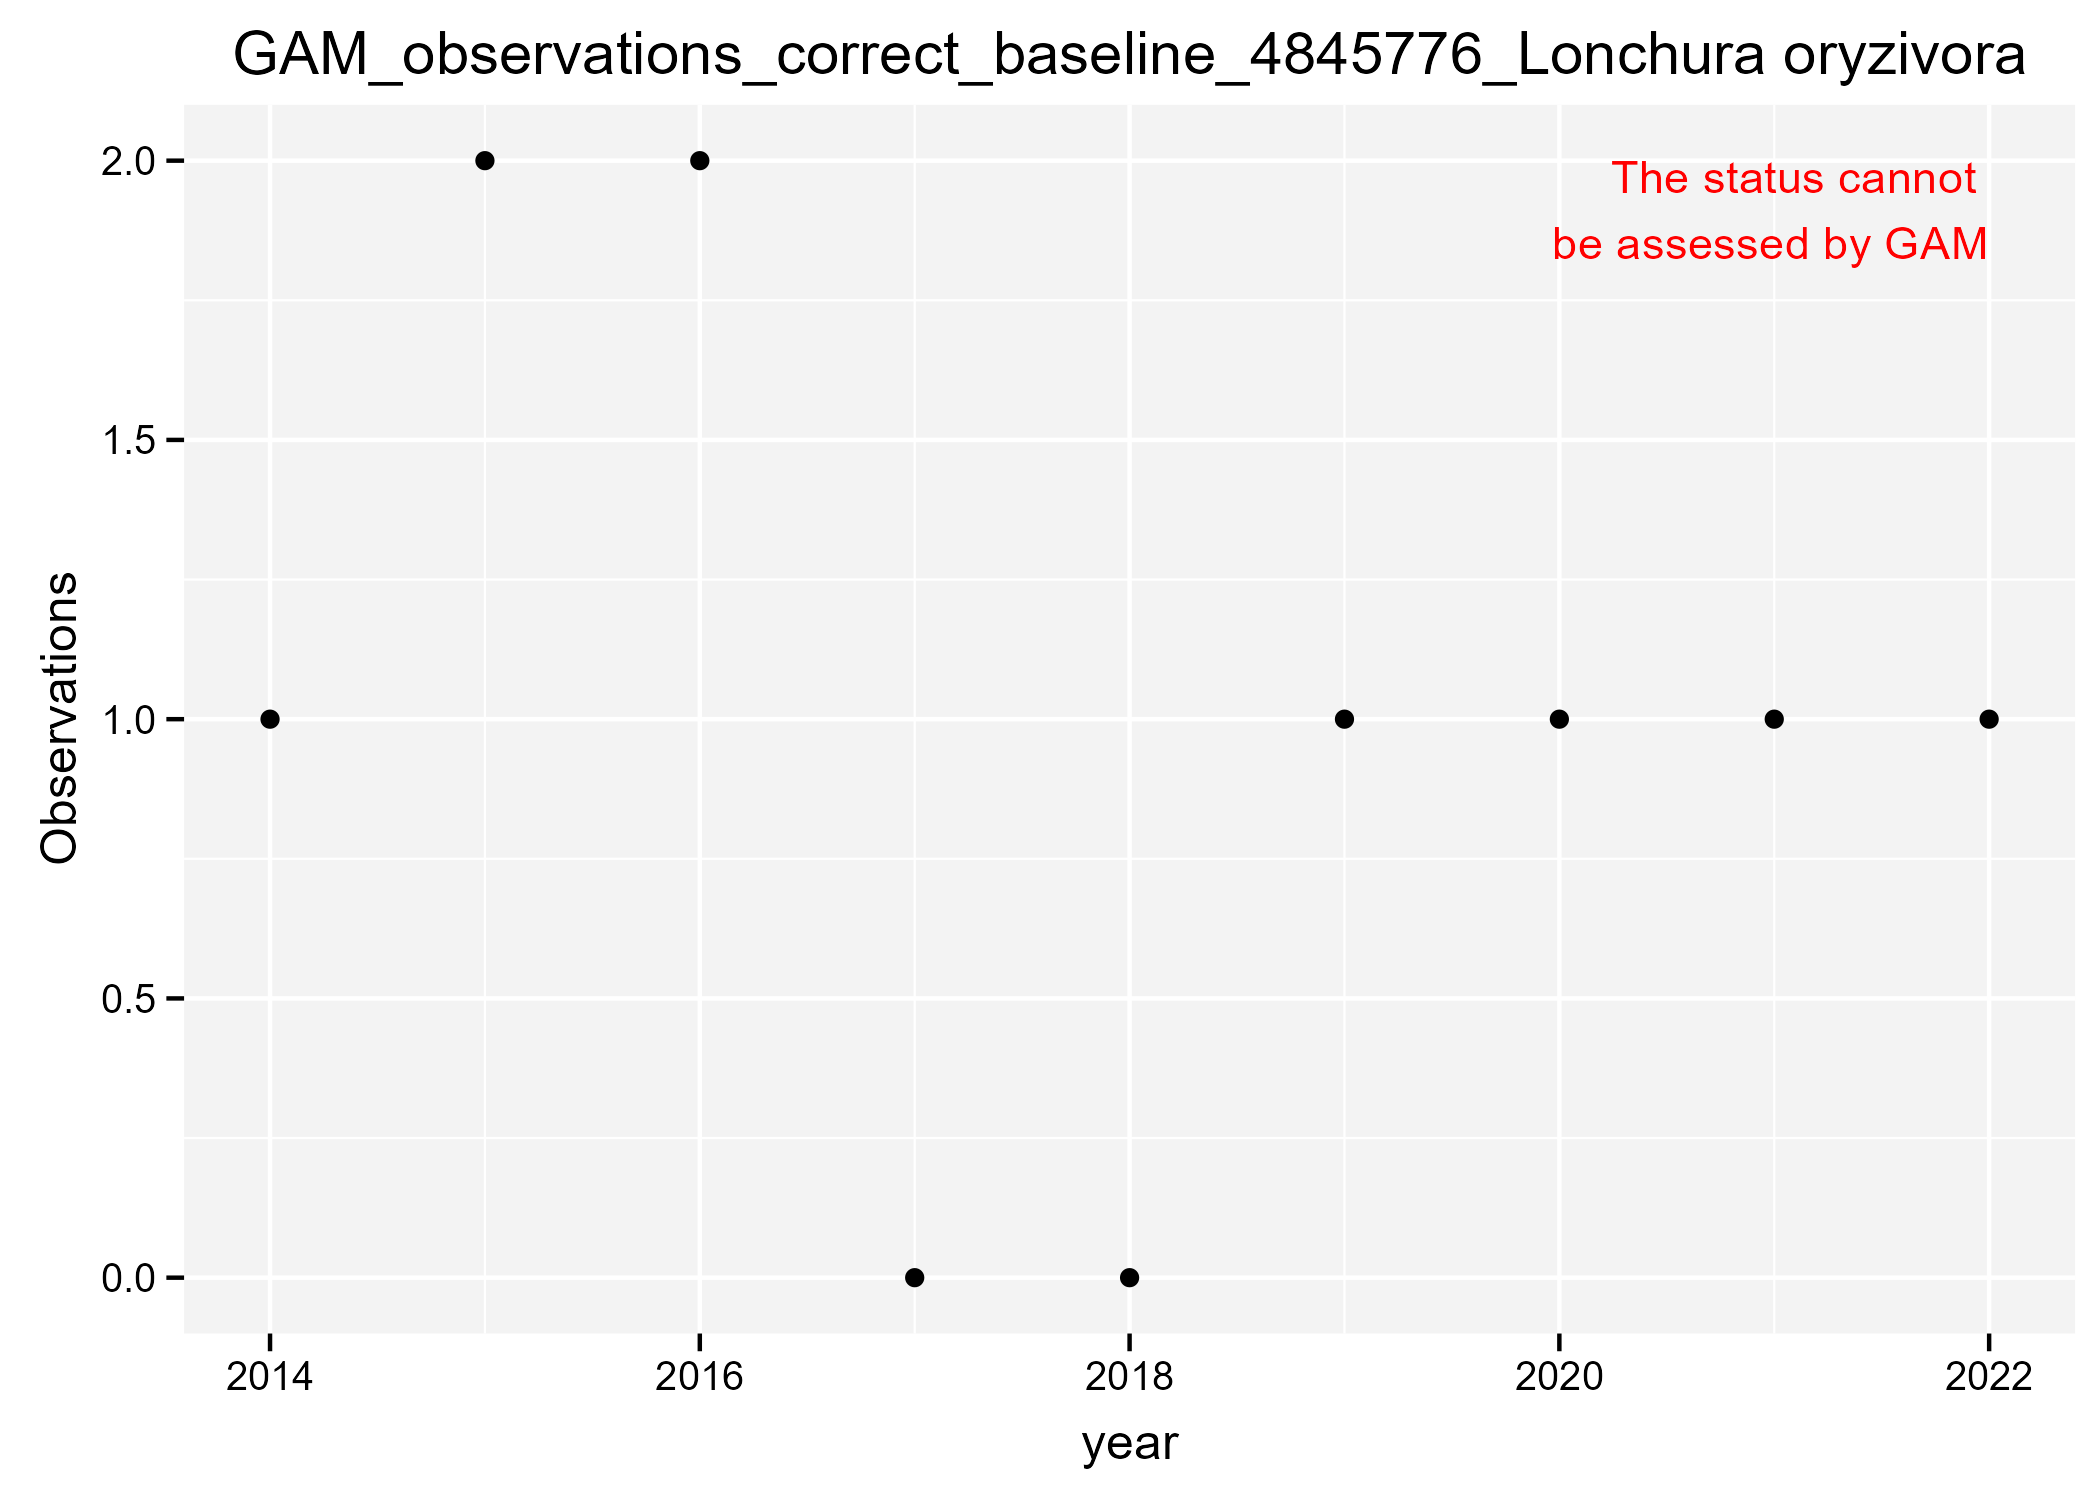 GAM_observations_correct_baseline_4845776_Lonchura oryzivora
The status cannot
be assessed by GAM
2.0
1.5
1.0
0.5
0.0
Observations
2014 2016 2018 2020 2022
year